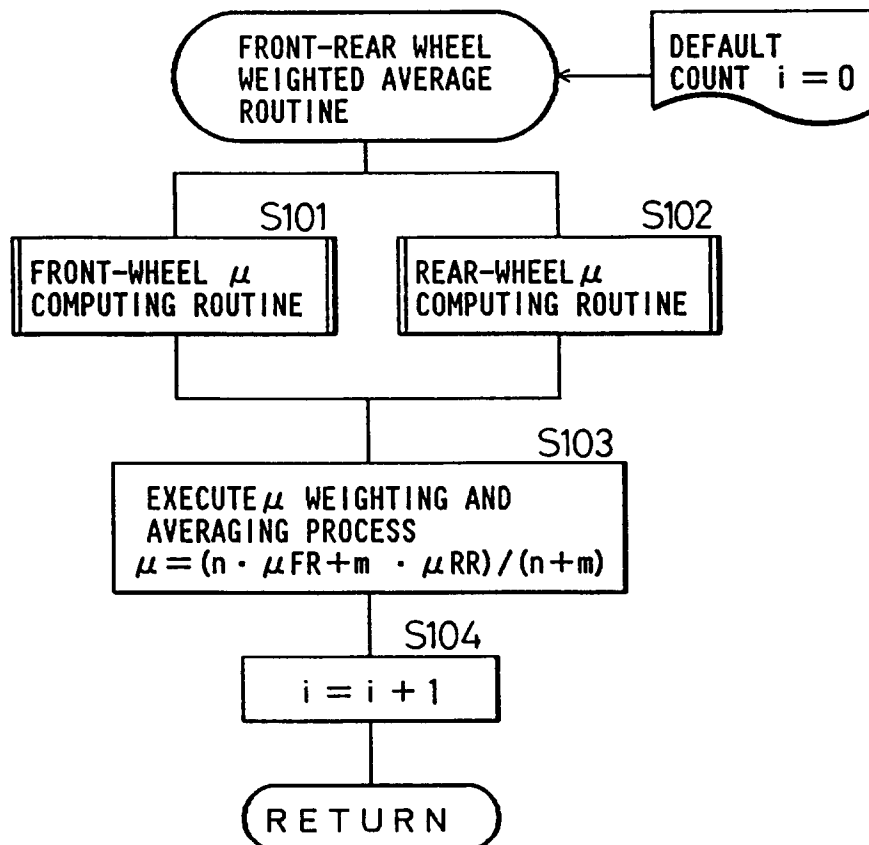 FRONT-REAR WHEEL
WEIGHTED AVERAGE
ROUTINE
DEFAULT
COUNT i = 0
S101
FRONT-WHEEL μ
COMPUTING ROUTINE
S102
REAR-WHEEL μ
COMPUTING ROUTINE
S103
EXECUTE μ WEIGHTING AND
AVERAGING PROCESS
μ = (n · μFR+m · μRR)/(n+m)
S104
i = i + 1
RETURN